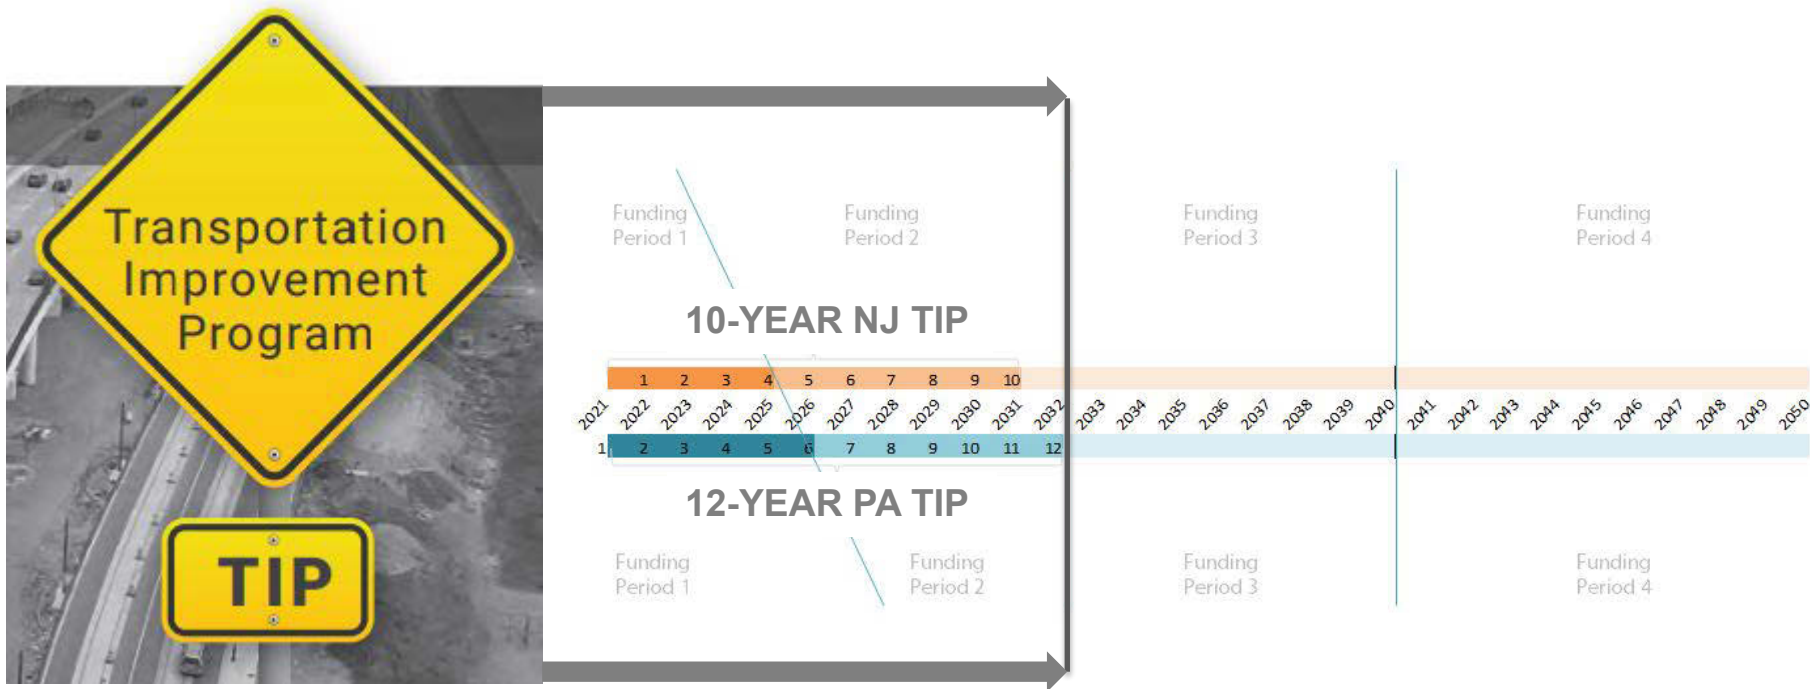 Transportation
Improvement
Program
TIP
Funding
Period 1
Funding
Period 2
Funding
Period 3
Funding
Period 4
10-YEAR NJ TIP
1 2 3 4 5 6 7 8 9 10
2021 2022 2023 2024 2025 2026 2027 2028 2029 2030 2031 2032 2033 2034 2035 2036 2037 2038 2039 2040 2041 2042 2043 2044 2045 2046 2047 2048 2049 2050
1 2 3 4 5 6 7 8 9 10 11 12
12-YEAR PA TIP
Funding
Period 1
Funding
Period 2
Funding
Period 3
Funding
Period 4